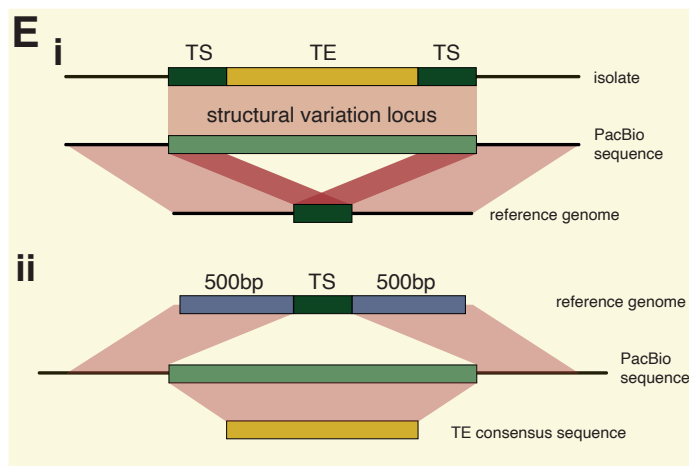 E
i
TS TE TS
isolate
structural variation locus
PacBio
sequence
reference genome
ii
500bp TS 500bp
reference genome
PacBio
sequence
TE consensus sequence